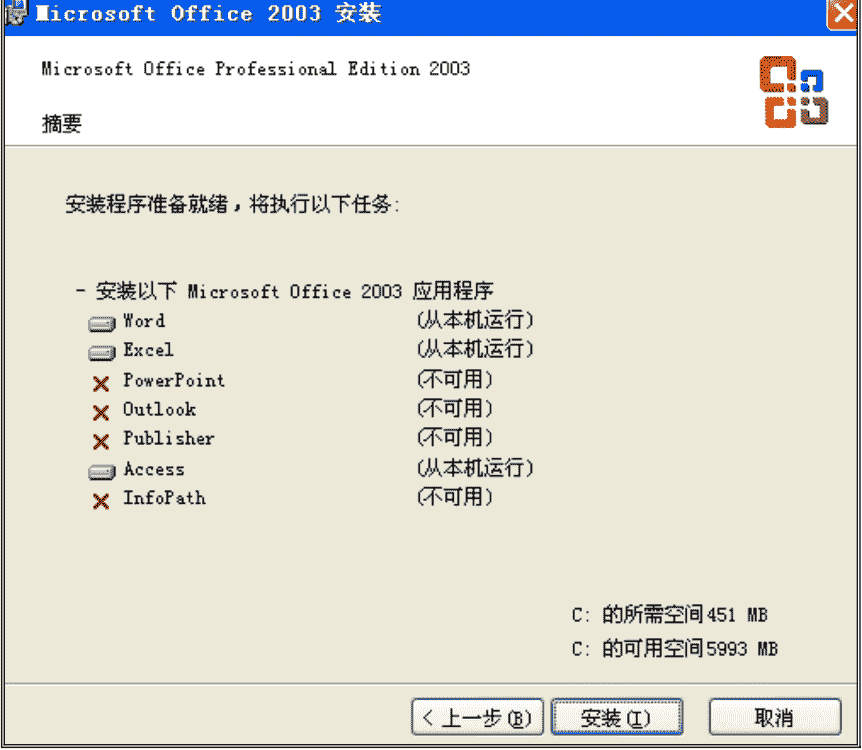 Microsoft Office 2003 安装
Microsoft Office Professional Edition 2003
摘要
安装程序准备就绪，将执行以下任务:
- 安装以下 Microsoft Office 2003 应用程序
Word (从本机运行)
Excel (从本机运行)
PowerPoint (不可用)
Outlook (不可用)
Publisher (不可用)
Access (从本机运行)
InfoPath (不可用)
C: 的所需空间451 MB
C: 的可用空间5993 MB
< 上一步(B) 安装(I) 取消